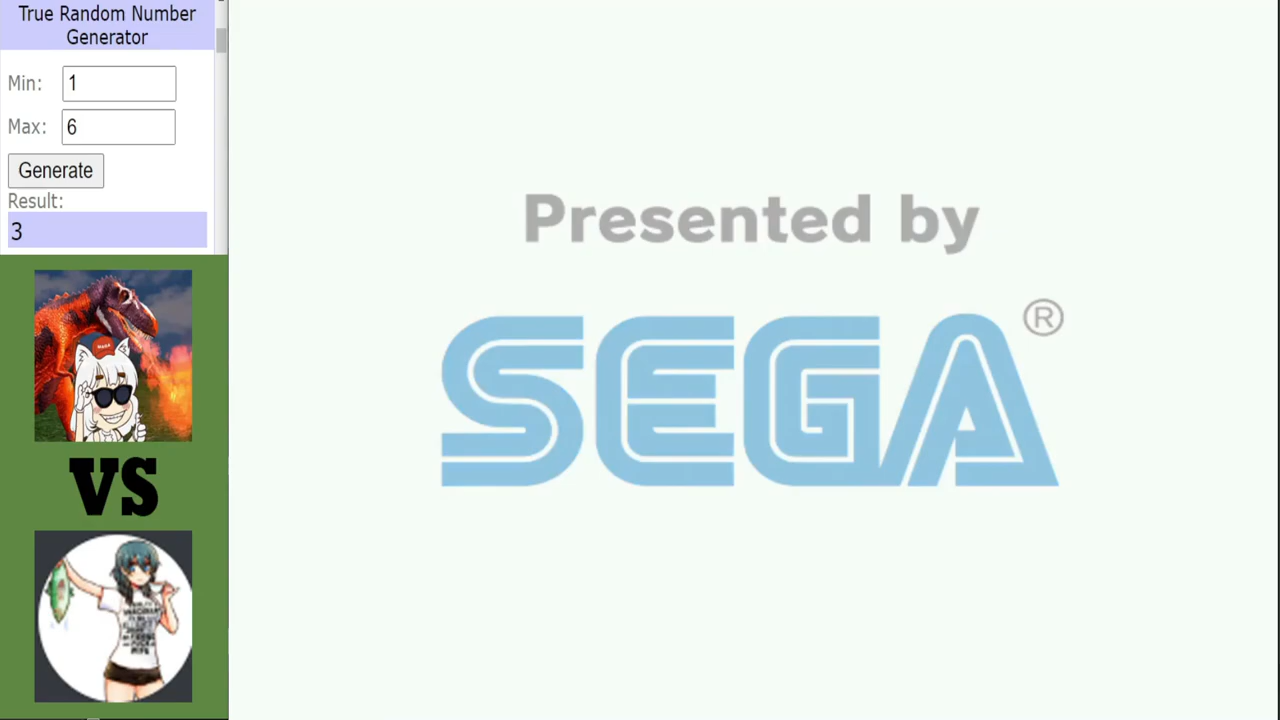 True Random Number
Generator
Min: 1
Max: 6
Generate
Result:
3
VS
Presented by
SEGA®